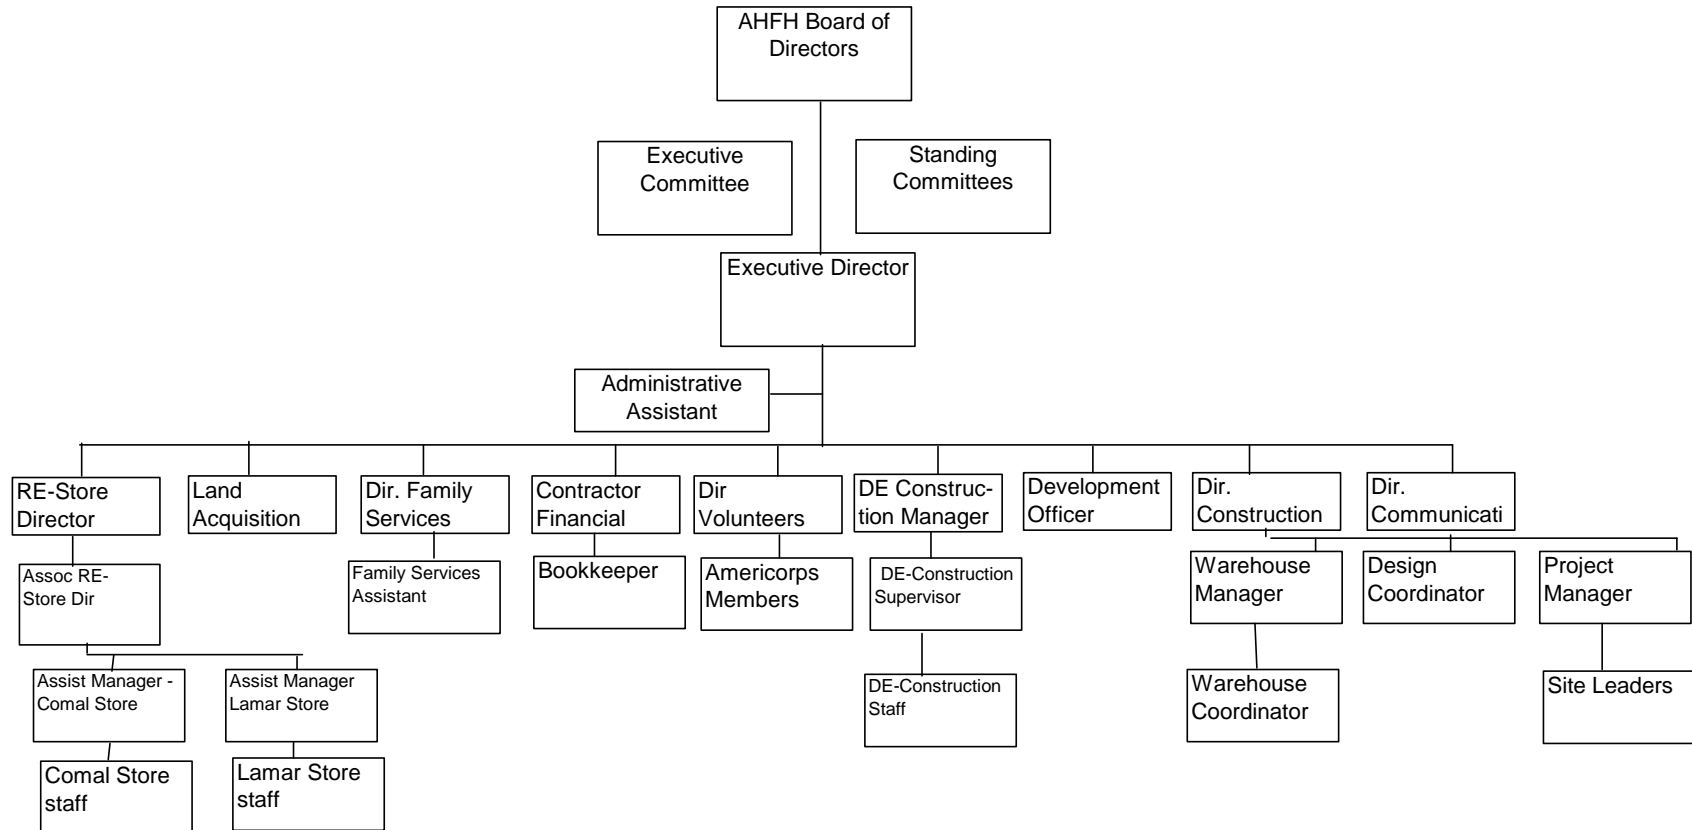 AHFH Board of
Directors
Executive
Committee
Standing
Committees
Executive Director
Administrative
Assistant
RE-Store
Director
Land
Acquisition
Dir. Family
Services
Contractor
Financial
Dir
Volunteers
DE Construc-
tion Manager
Development
Officer
Dir.
Construction
Dir.
Communicati
Assoc RE-
Store Dir
Family Services
Assistant
Bookkeeper
Americorps
Members
DE-Construction
Supervisor
Warehouse
Manager
Design
Coordinator
Project
Manager
Assist Manager -
Comal Store
Assist Manager
Lamar Store
DE-Construction
Staff
Warehouse
Coordinator
Site Leaders
Comal Store
staff
Lamar Store
staff